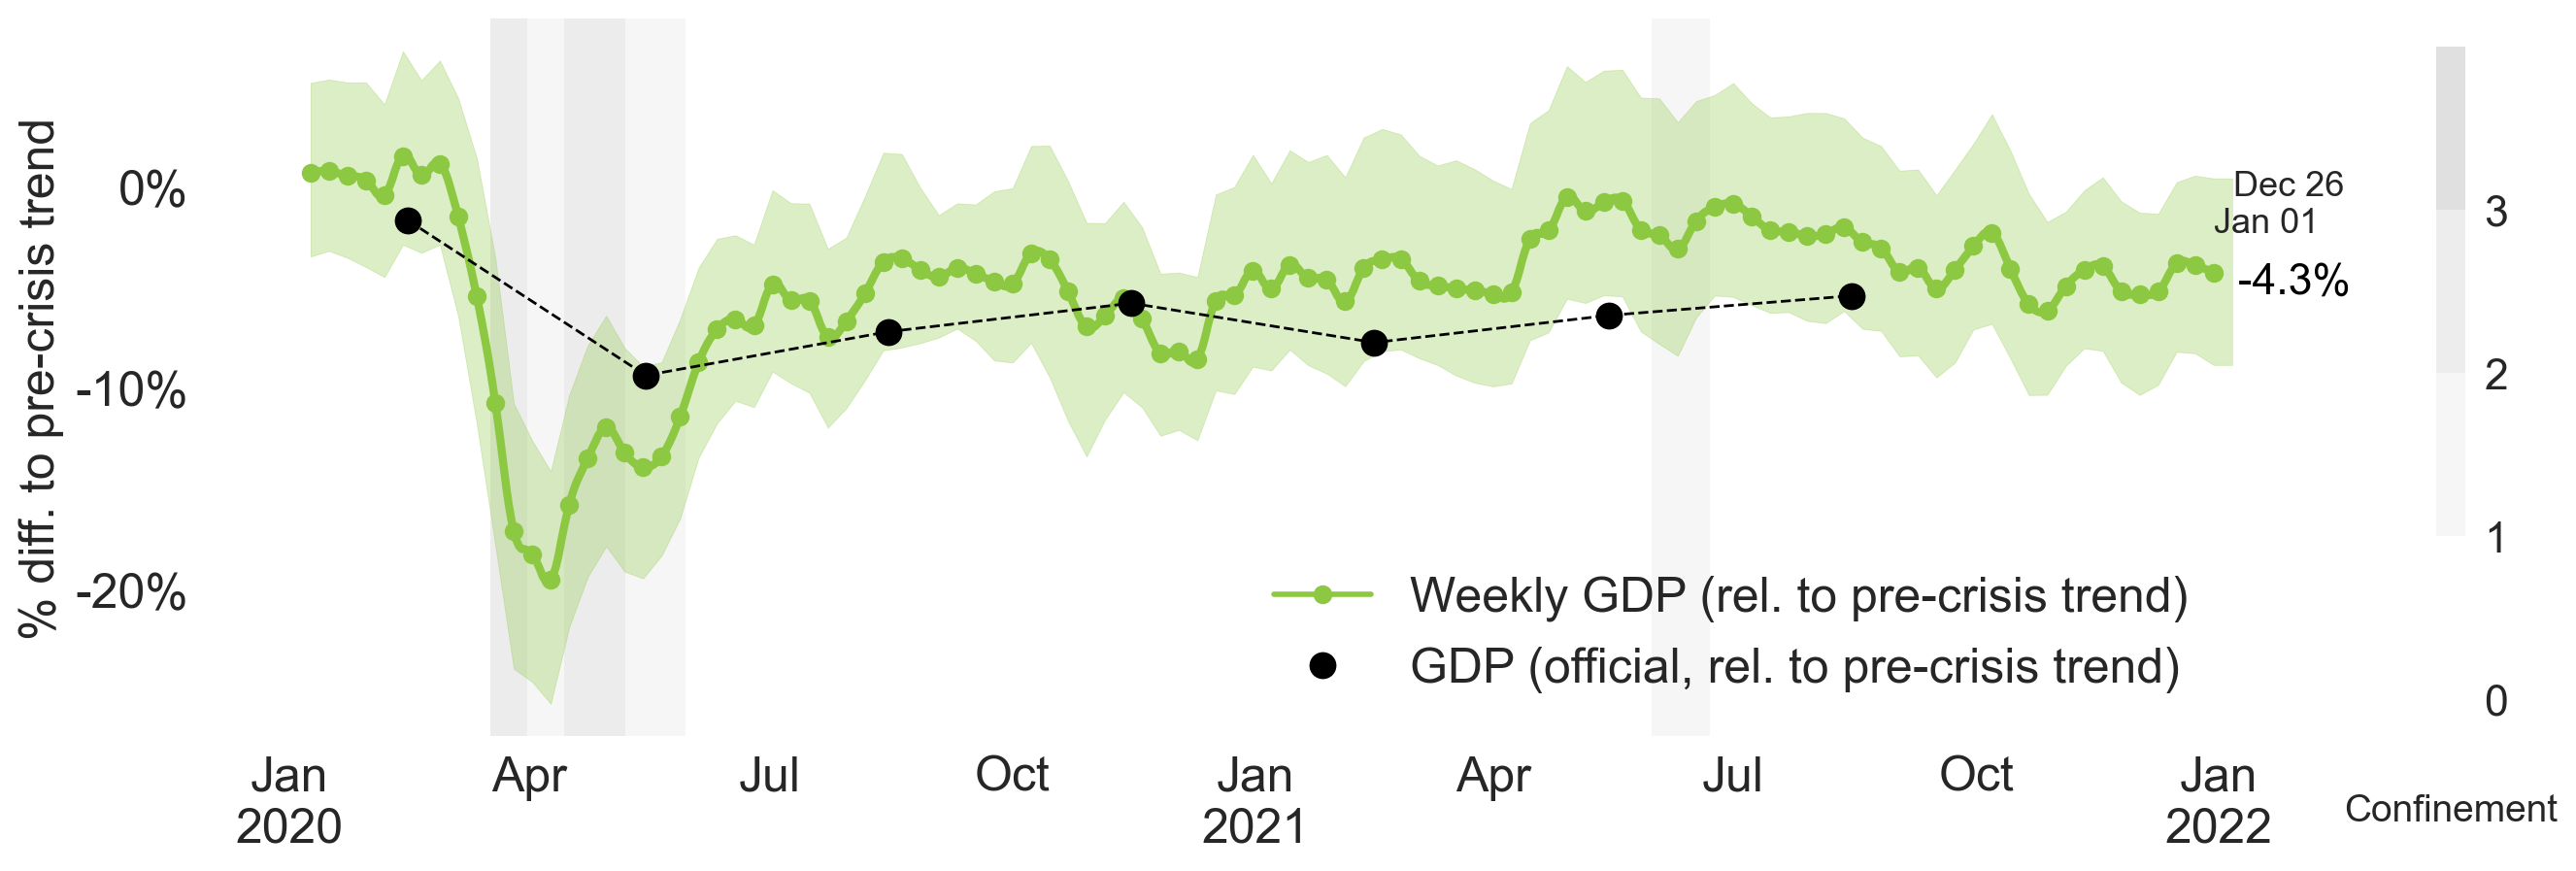 % diff. to pre-crisis trend
0%
-10%
-20%
Dec 26
Jan 01
-4.3%
Weekly GDP (rel. to pre-crisis trend)
GDP (official, rel. to pre-crisis trend)
Jan Apr Jul Oct Jan Apr Jul Oct Jan
2020 2021 2022
3
2
1
0
Confinement